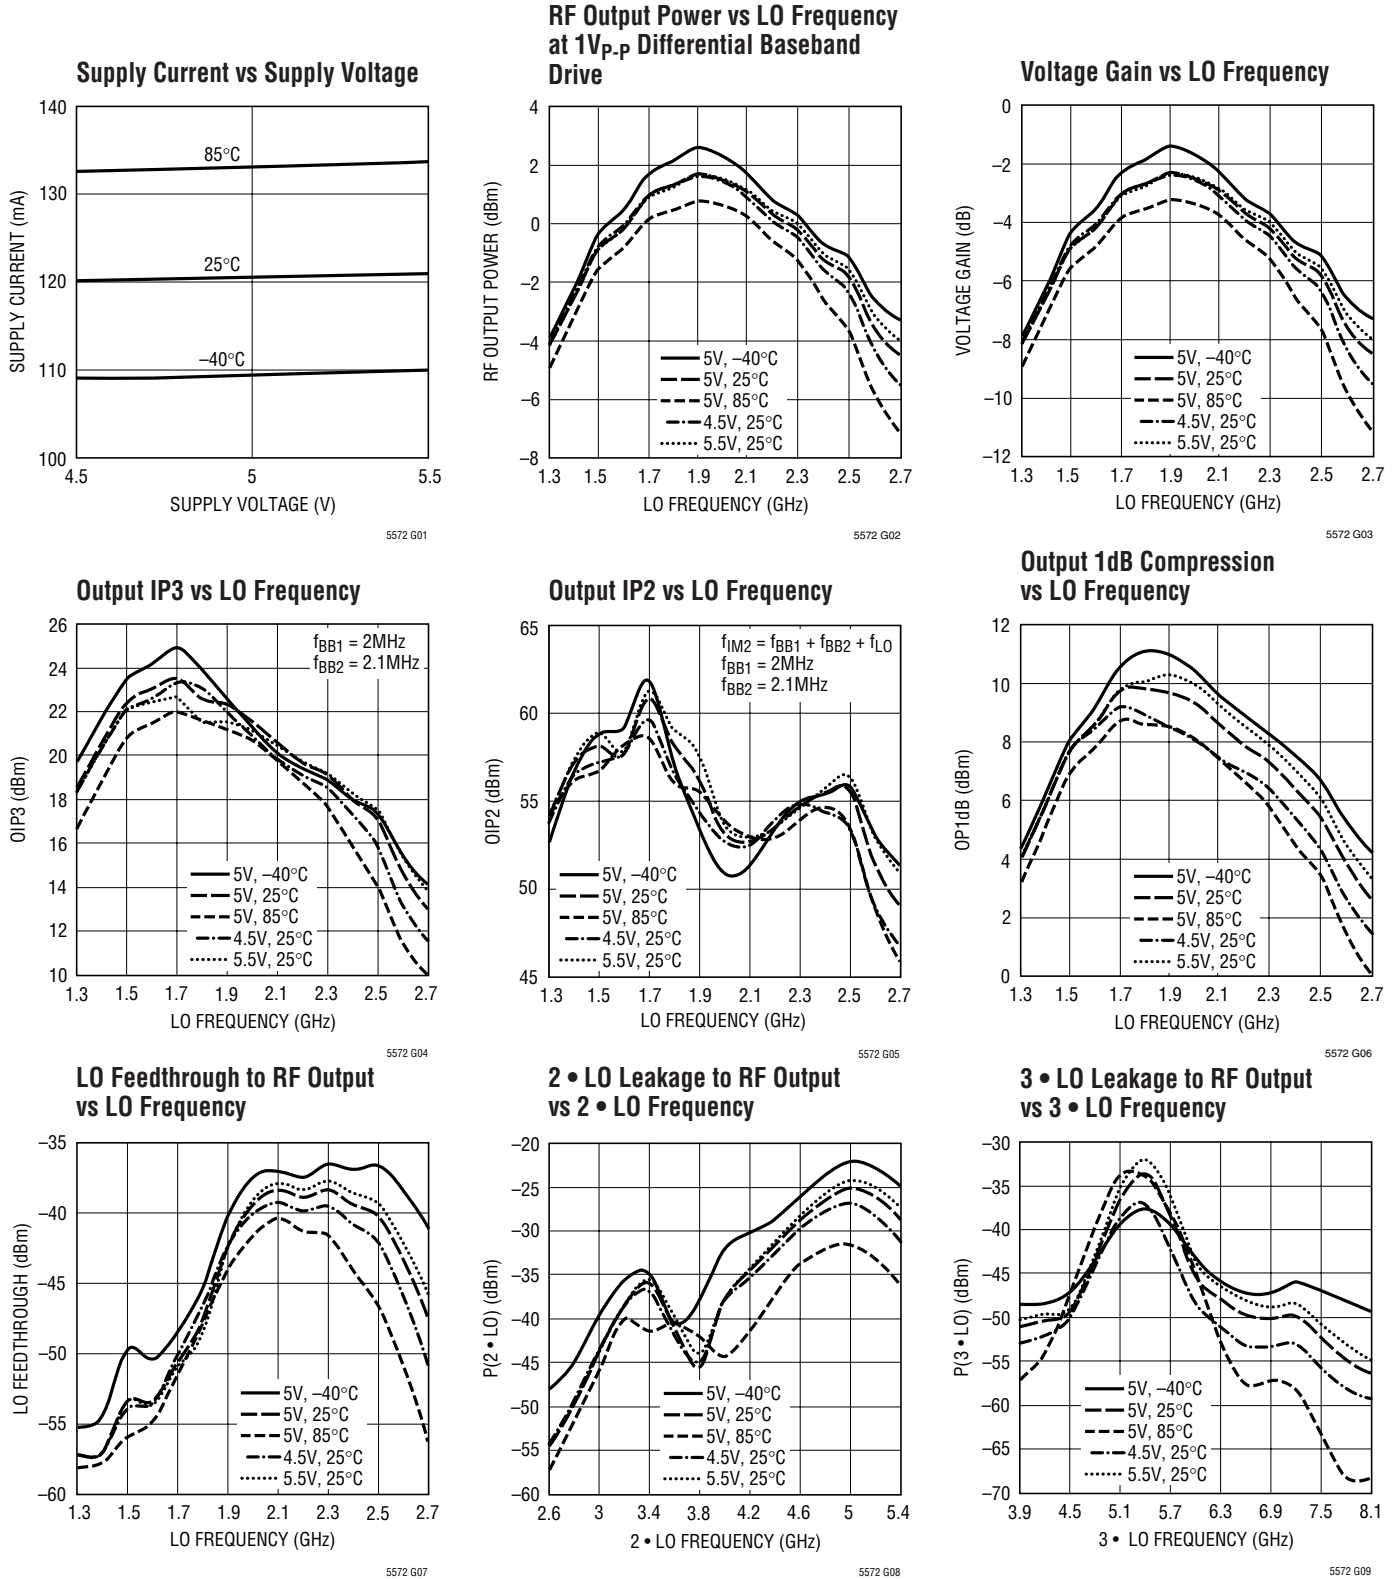 Supply Current vs Supply Voltage
140
130
120
110
100
SUPPLY CURRENT (mA)
85°C
25°C
–40°C
4.5
5
5.5
SUPPLY VOLTAGE (V)
5572 G01
RF Output Power vs LO Frequency
at 1VP-P Differential Baseband
Drive
4
2
0
–2
–4
–6
–8
RF OUTPUT POWER (dBm)
5V, –40°C
5V, 25°C
5V, 85°C
4.5V, 25°C
5.5V, 25°C
1.3 1.5 1.7 1.9 2.1 2.3 2.5 2.7
LO FREQUENCY (GHz)
5572 G02
Voltage Gain vs LO Frequency
0
–2
–4
–6
–8
–10
–12
VOLTAGE GAIN (dB)
5V, –40°C
5V, 25°C
5V, 85°C
4.5V, 25°C
5.5V, 25°C
1.3 1.5 1.7 1.9 2.1 2.3 2.5 2.7
LO FREQUENCY (GHz)
5572 G03
Output IP3 vs LO Frequency
26
24
22
20
18
16
14
12
10
OIP3 (dBm)
fBB1 = 2MHz
fBB2 = 2.1MHz
5V, –40°C
5V, 25°C
5V, 85°C
4.5V, 25°C
5.5V, 25°C
1.3 1.5 1.7 1.9 2.1 2.3 2.5 2.7
LO FREQUENCY (GHz)
5572 G04
Output IP2 vs LO Frequency
65
60
55
50
45
OIP2 (dBm)
fIM2 = fBB1 + fBB2 + fLO
fBB1 = 2MHz
fBB2 = 2.1MHz
5V, –40°C
5V, 25°C
5V, 85°C
4.5V, 25°C
5.5V, 25°C
1.3 1.5 1.7 1.9 2.1 2.3 2.5 2.7
LO FREQUENCY (GHz)
5572 G05
Output 1dB Compression
vs LO Frequency
12
10
8
6
4
2
0
OP1dB (dBm)
5V, –40°C
5V, 25°C
5V, 85°C
4.5V, 25°C
5.5V, 25°C
1.3 1.5 1.7 1.9 2.1 2.3 2.5 2.7
LO FREQUENCY (GHz)
5572 G06
LO Feedthrough to RF Output
vs LO Frequency
–35
–40
–45
–50
–55
–60
LO FEEDTHROUGH (dBm)
5V, –40°C
5V, 25°C
5V, 85°C
4.5V, 25°C
5.5V, 25°C
1.3 1.5 1.7 1.9 2.1 2.3 2.5 2.7
LO FREQUENCY (GHz)
5572 G07
2 • LO Leakage to RF Output
vs 2 • LO Frequency
–20
–25
–30
–35
–40
–45
–50
–55
–60
P(2 • LO) (dBm)
5V, –40°C
5V, 25°C
5V, 85°C
4.5V, 25°C
5.5V, 25°C
2.6 3 3.4 3.8 4.2 4.6 5 5.4
2 • LO FREQUENCY (GHz)
5572 G08
3 • LO Leakage to RF Output
vs 3 • LO Frequency
–30
–35
–40
–45
–50
–55
–60
–65
–70
P(3 • LO) (dBm)
5V, –40°C
5V, 25°C
5V, 85°C
4.5V, 25°C
5.5V, 25°C
3.9 4.5 5.1 5.7 6.3 6.9 7.5 8.1
3 • LO FREQUENCY (GHz)
5572 G09